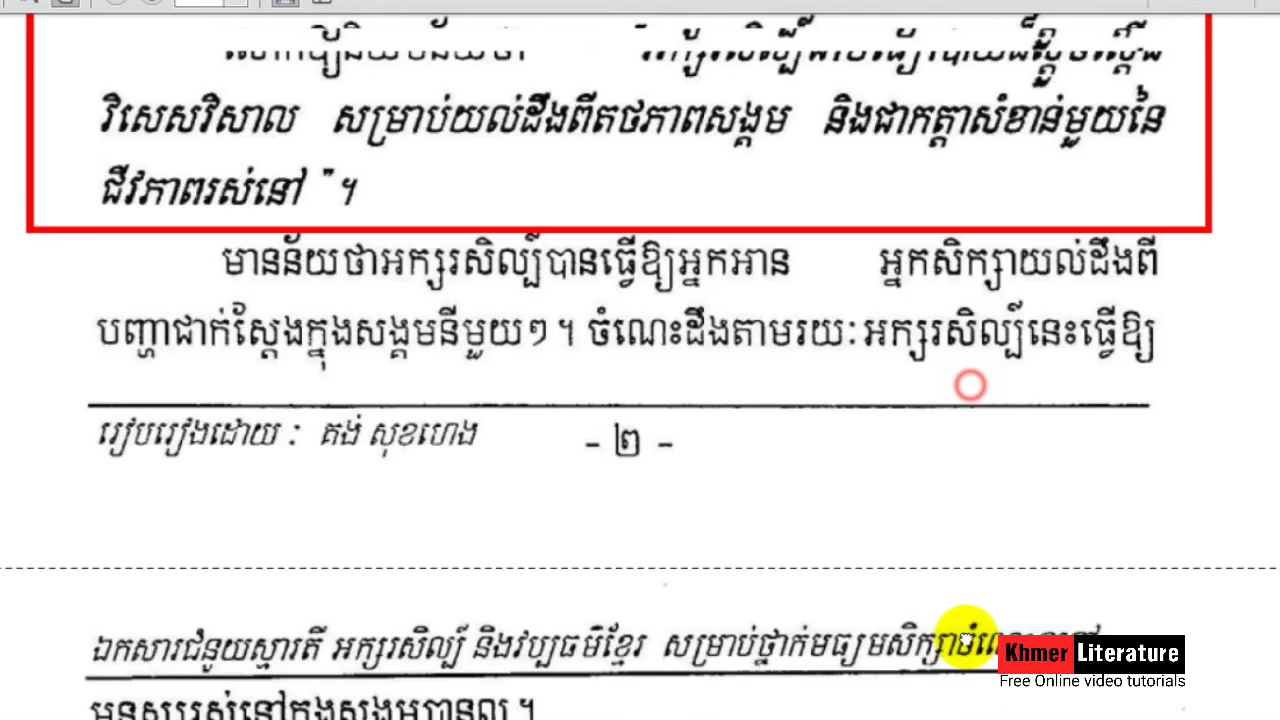 វិសេសវិសាល សម្រាប់យល់ដឹងពីតថភាពសង្គម និងជាកត្តាសំខាន់មួយនៃ
ជីវភាពរស់នៅ "។
មានន័យថាអក្សរសិល្ប៍បានធ្វើឱ្យអ្នកអាន អ្នកសិក្សាយល់ដឹងពី
បញ្ហាជាក់ស្តែងក្នុងសង្គមនីមួយៗ។ ចំណេះដឹងតាមរយៈអក្សរសិល្ប៍នេះធ្វើឱ្យ
រៀបរៀងដោយ : គង់ សុខហេង - ២ -
ឯកសារជំនួយស្មារតី អក្សរសិល្ប៍ និងវប្បធម៌ខ្មែរ សម្រាប់ថ្នាក់មធ្យមសិក្សា
Khmer Literature
Free Online video tutorials